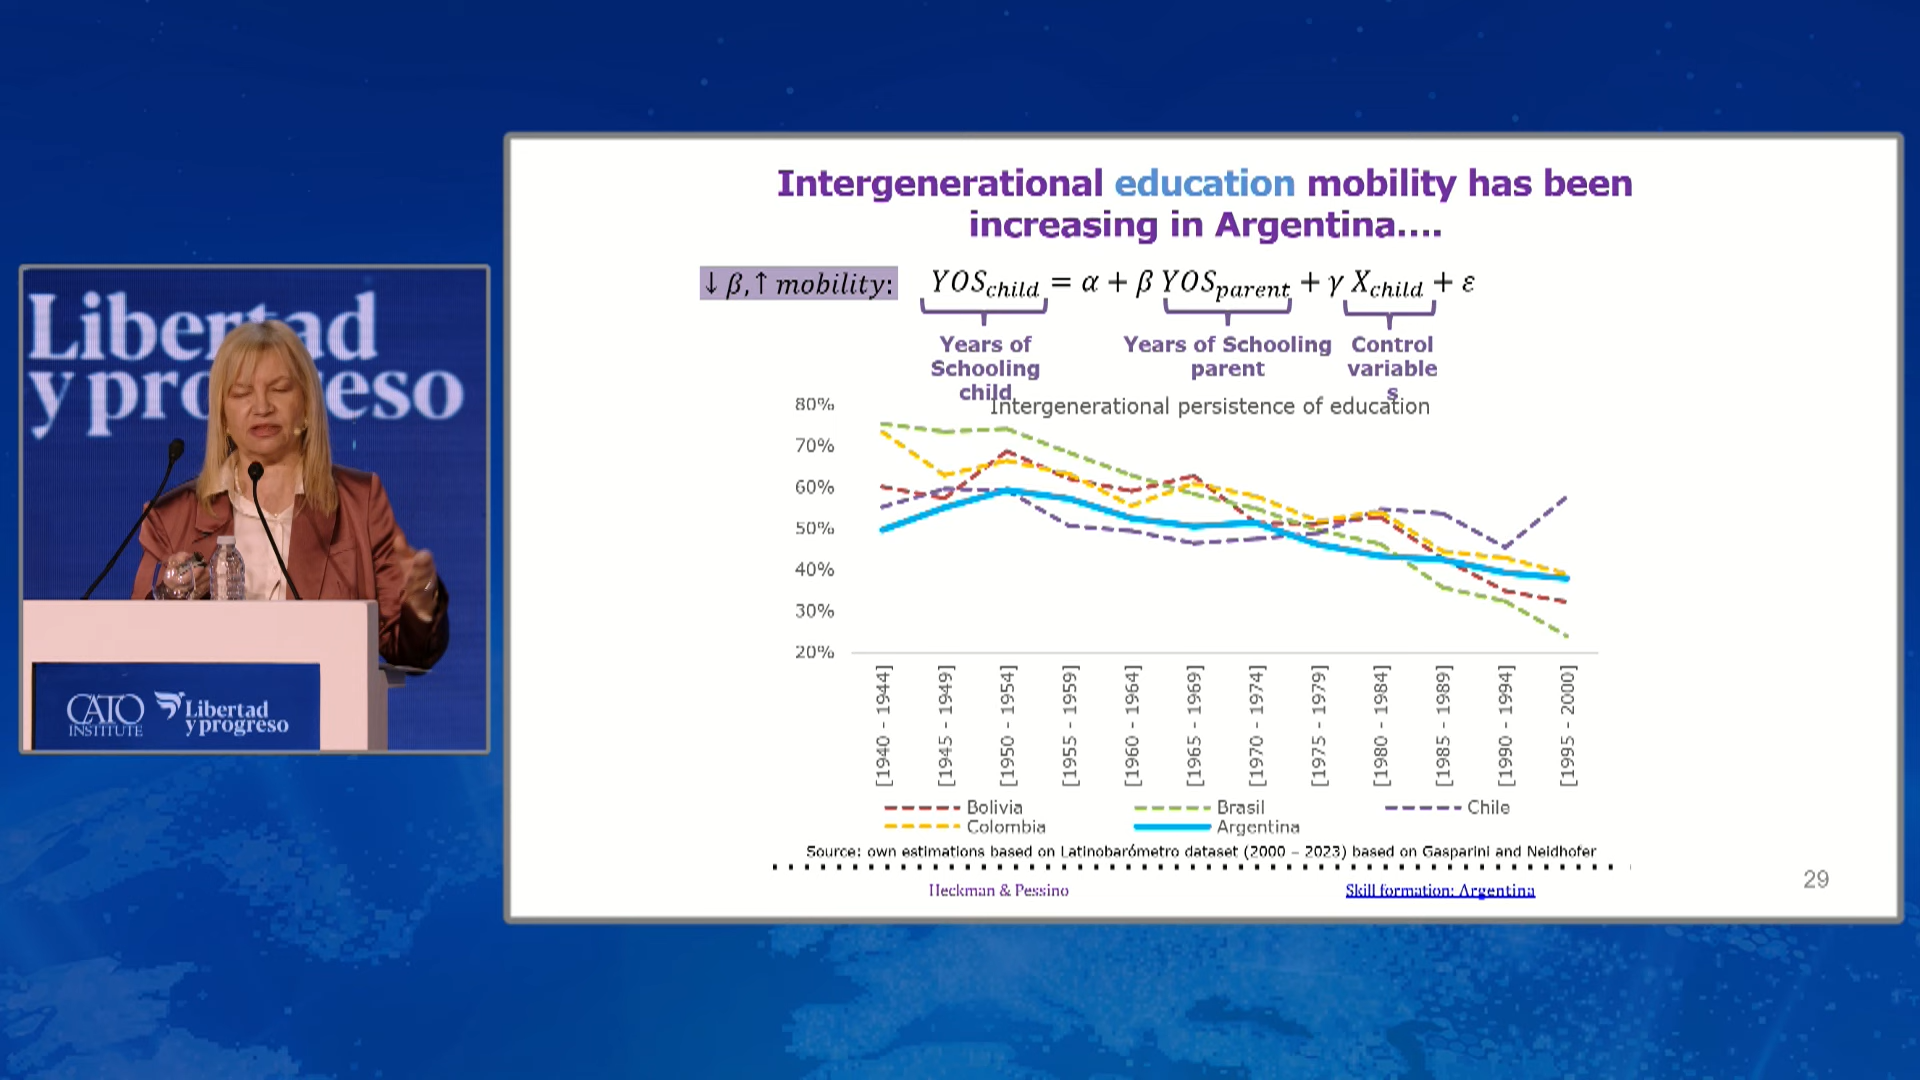 Intergenerational education mobility has been
increasing in Argentina....
↓ β,↑ mobility: YOSchild = α + β YOSparent + γ Xchild + ε
Years of
Schooling
child
Years of Schooling
parent
Control
variable
s
Intergenerational persistence of education
80%
70%
60%
50%
40%
30%
20%
[1940 - 1944]
[1945 - 1949]
[1950 - 1954]
[1955 - 1959]
[1960 - 1964]
[1965 - 1969]
[1970 - 1974]
[1975 - 1979]
[1980 - 1984]
[1985 - 1989]
[1990 - 1994]
[1995 - 2000]
Bolivia
Brasil
Chile
Colombia
Argentina
Source: own estimations based on Latinobarómetro dataset (2000 – 2023) based on Gasparini and Neidhofer
Heckman & Pessino
Skill formation: Argentina
29
Libertad
y progreso
CATO
INSTITUTE
Libertad
y progreso